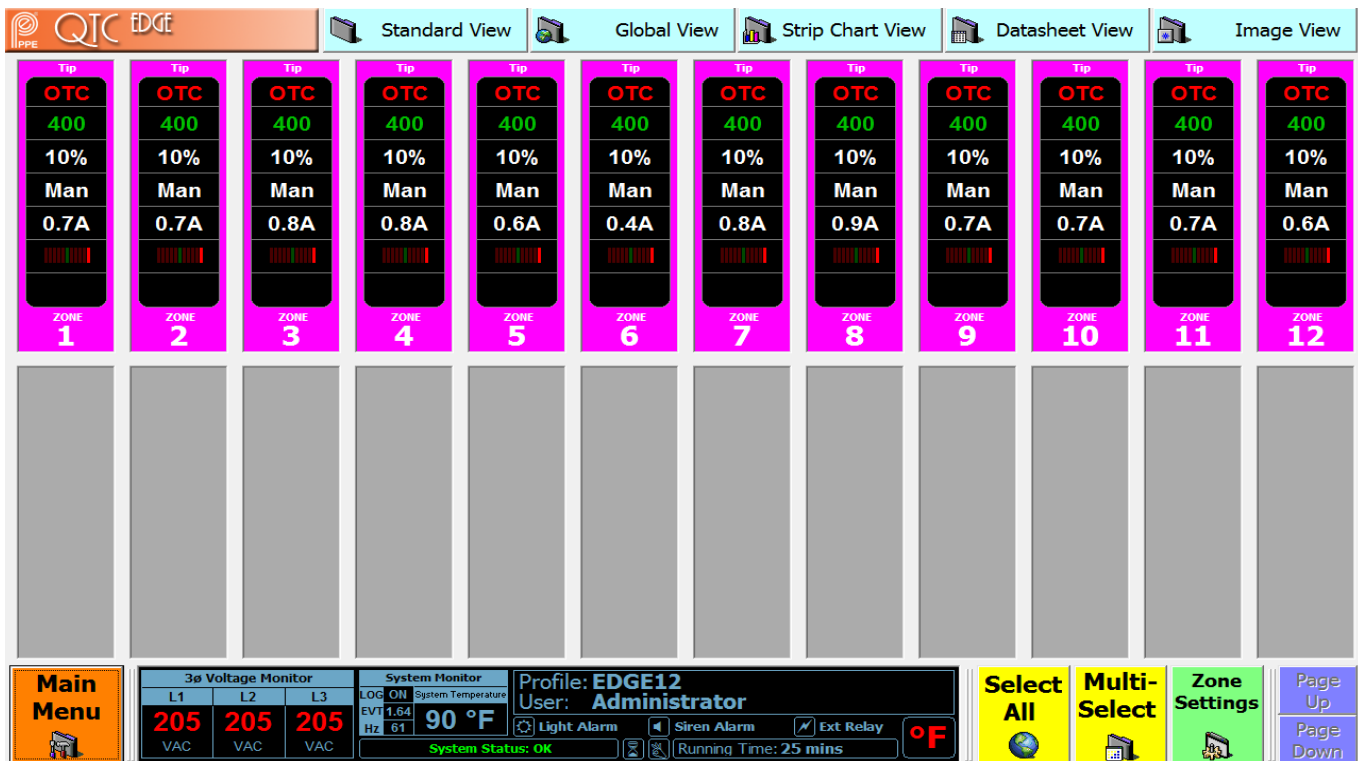 PPE QTC EDGE Standard View Global View Strip Chart View Datasheet View Image View
Tip Tip Tip Tip Tip Tip Tip Tip Tip Tip Tip Tip
OTC OTC OTC OTC OTC OTC OTC OTC OTC OTC OTC OTC
400 400 400 400 400 400 400 400 400 400 400 400
10% 10% 10% 10% 10% 10% 10% 10% 10% 10% 10% 10%
Man Man Man Man Man Man Man Man Man Man Man Man
0.7A 0.7A 0.8A 0.8A 0.6A 0.4A 0.8A 0.9A 0.7A 0.7A 0.7A 0.6A
ZONE ZONE ZONE ZONE ZONE ZONE ZONE ZONE ZONE ZONE ZONE ZONE
1 2 3 4 5 6 7 8 9 10 11 12
Main
Menu
3ø Voltage Monitor
L1 L2 L3
205 205 205
VAC VAC VAC
System Monitor
LOG ON System Temperature
EVT 1.64
Hz 61
90 °F
System Status: OK
Profile: EDGE12
User: Administrator
Light Alarm Siren Alarm Ext Relay
Running Time: 25 mins
°F
Select
All
Multi-
Select
Zone
Settings
Page
Up
Page
Down